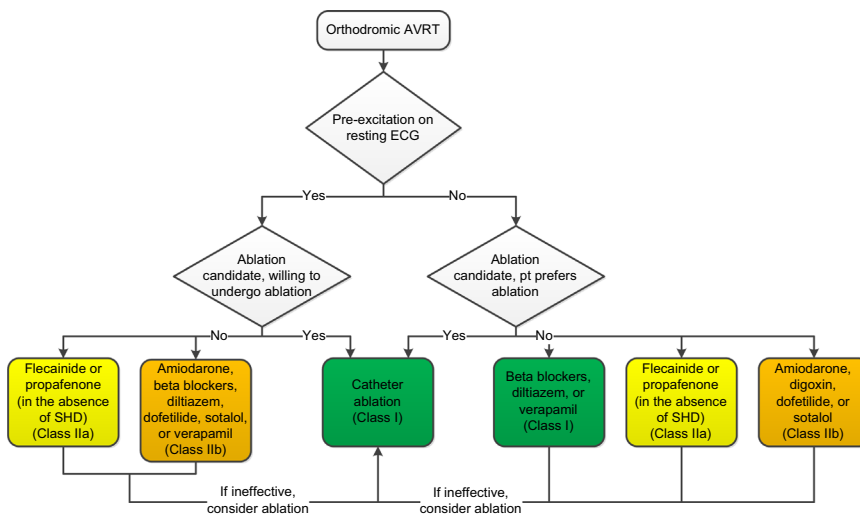 Orthodromic AVRT
Pre-excitation on
resting ECG
Yes
No
Ablation
candidate, willing to
undergo ablation
Ablation
candidate, pt prefers
ablation
No
Yes
Yes
No
Flecainide or
propafenone
(in the absence
of SHD)
(Class IIa)
Amiodarone,
beta blockers,
diltiazem,
dofetilide, sotalol,
or verapamil
(Class IIb)
Catheter
ablation
(Class I)
Beta blockers,
diltiazem, or
verapamil
(Class I)
Flecainide or
propafenone
(in the absence
of SHD)
(Class IIa)
Amiodarone,
digoxin,
dofetilide, or
sotalol
(Class IIb)
If ineffective,
consider ablation
If ineffective,
consider ablation